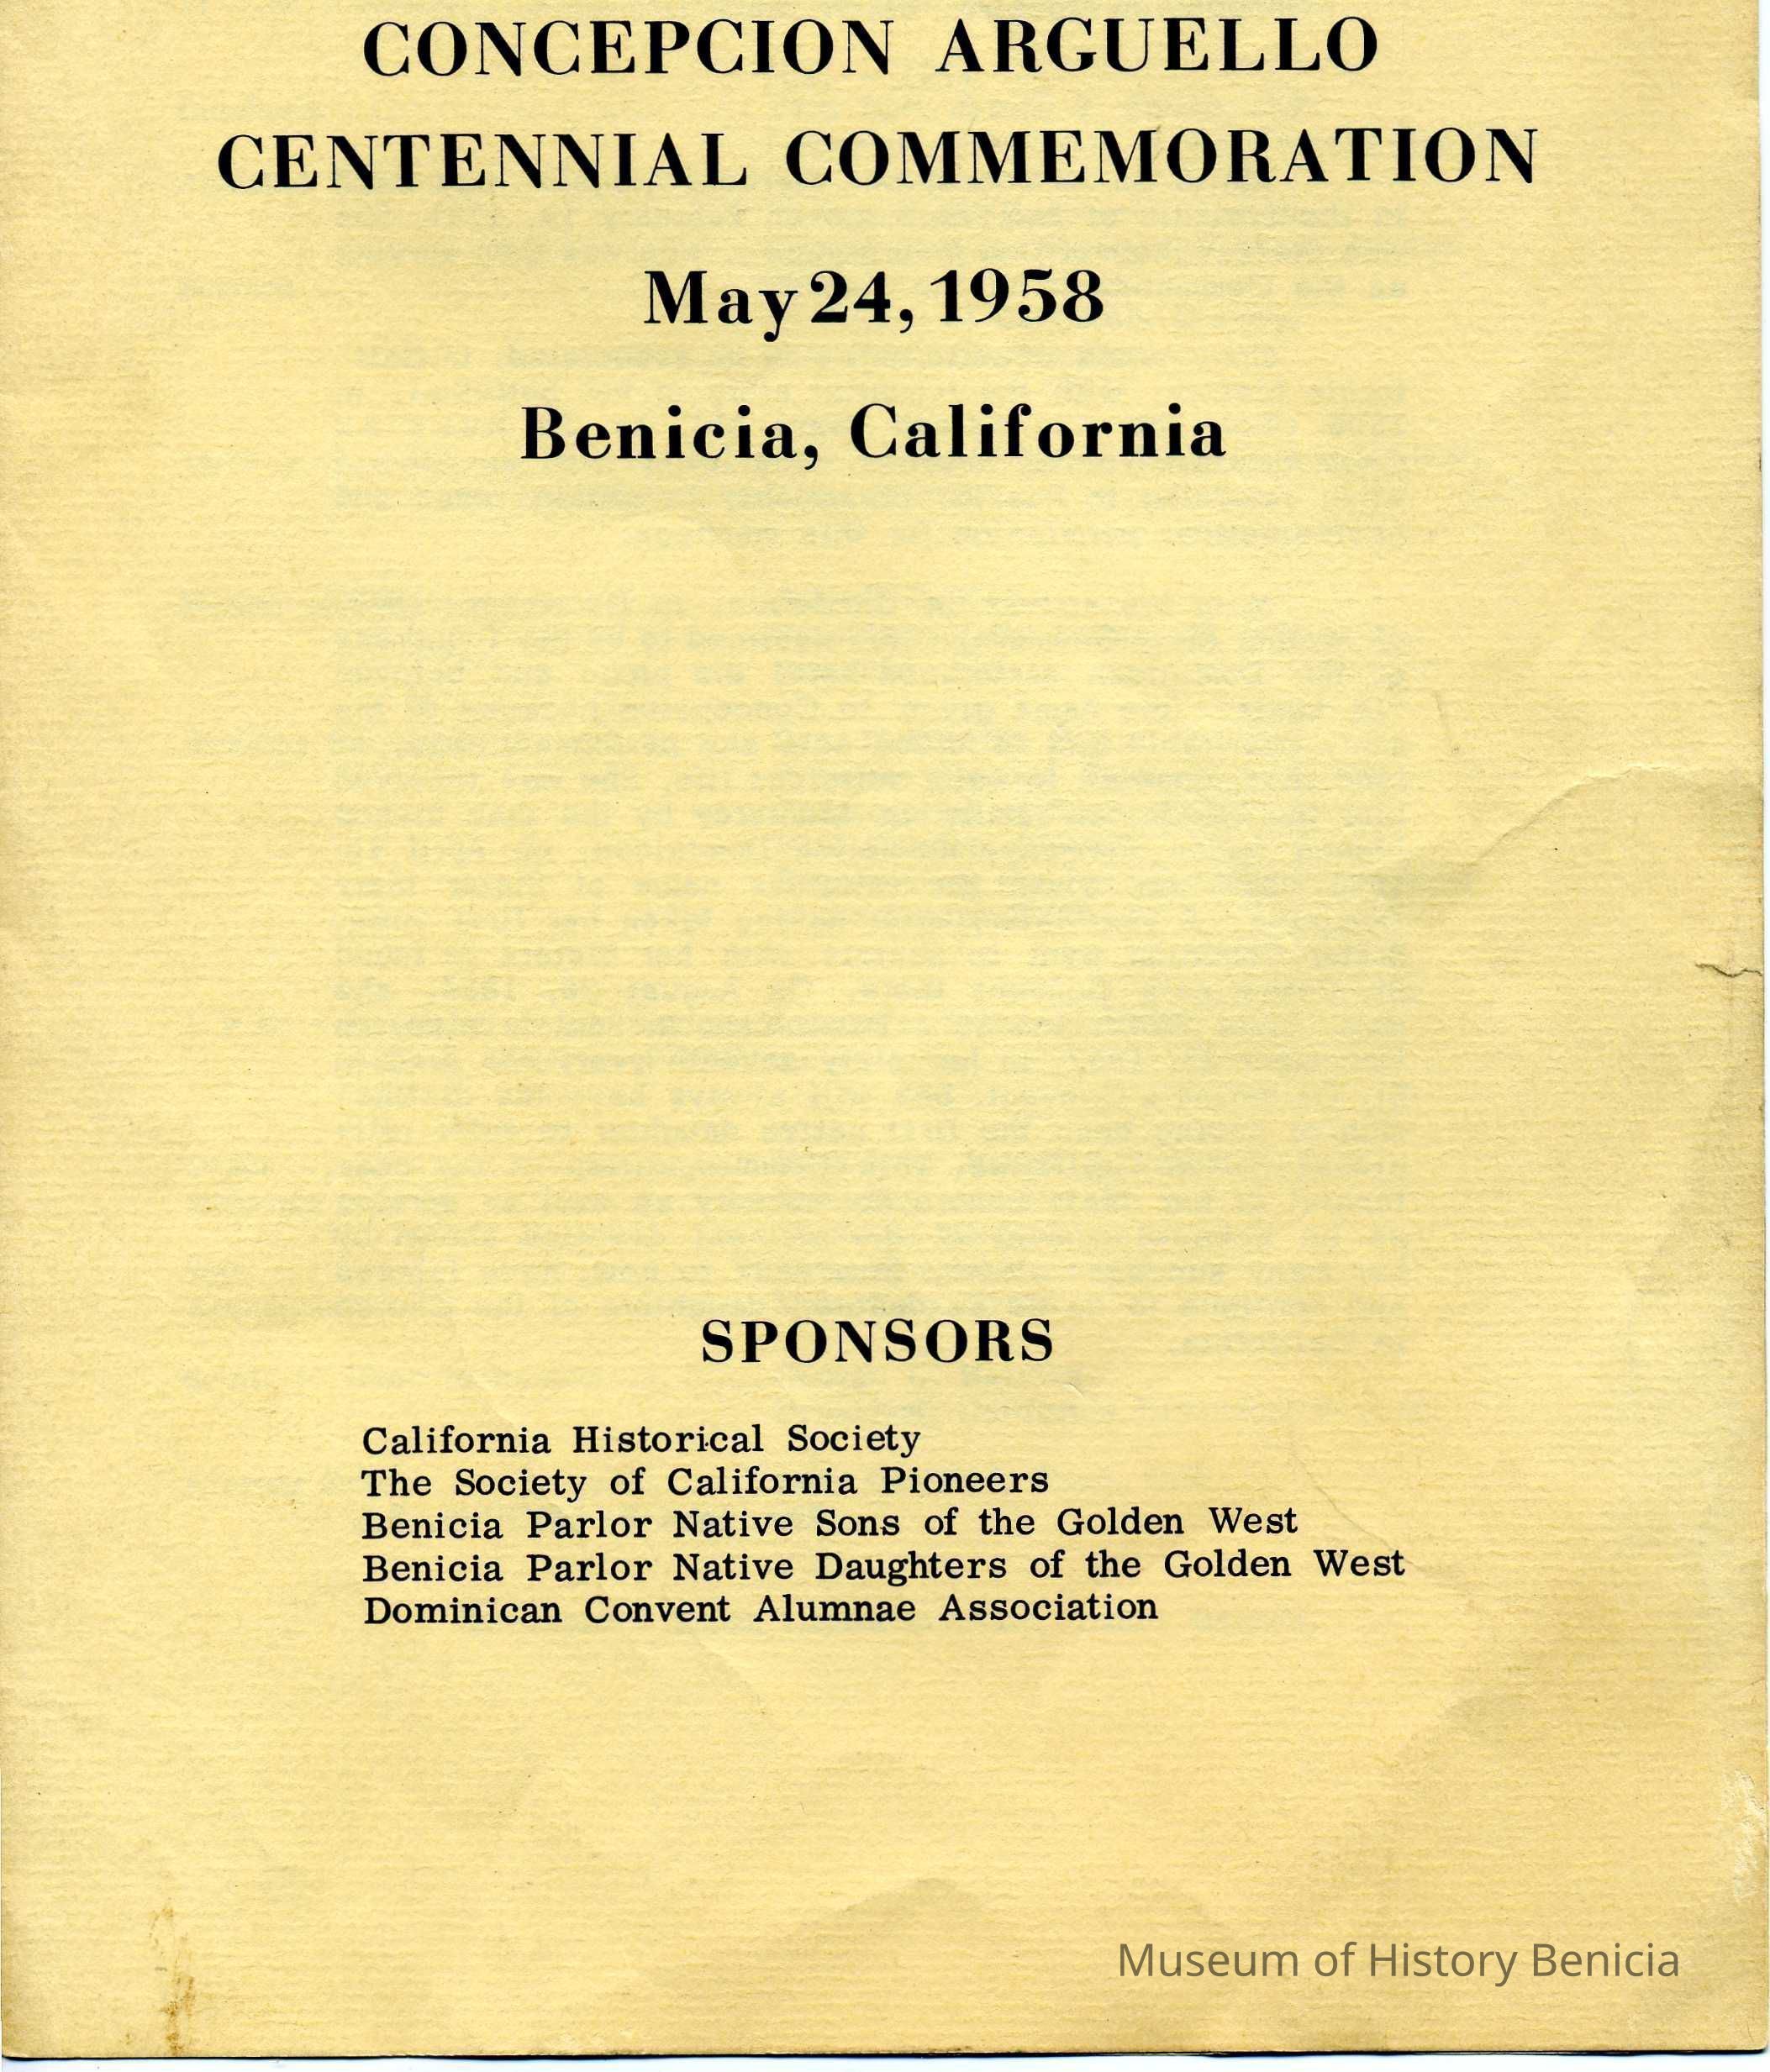 CONCEPCION ARGUELLO
CENTENNIAL COMMEMORATION
May 24, 1958
Benicia, California
SPONSORS
California Historical Society
The Society of California Pioneers
Benicia Parlor Native Sons of the Golden West
Benicia Parlor Native Daughters of the Golden West
Dominican Convent Alumnae Association
Museum of History Benicia